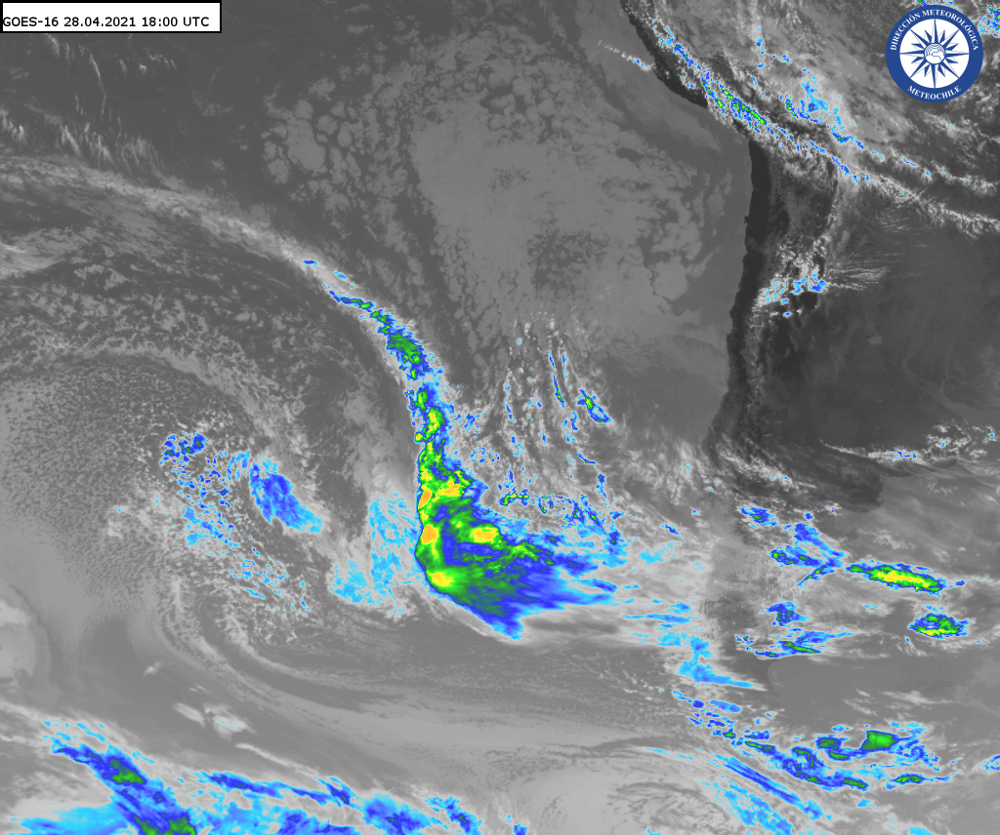 GOES-16 28.04.2021 18:00 UTC
DIRECCIÓN METEOROLÓGICA
METEOCHILE